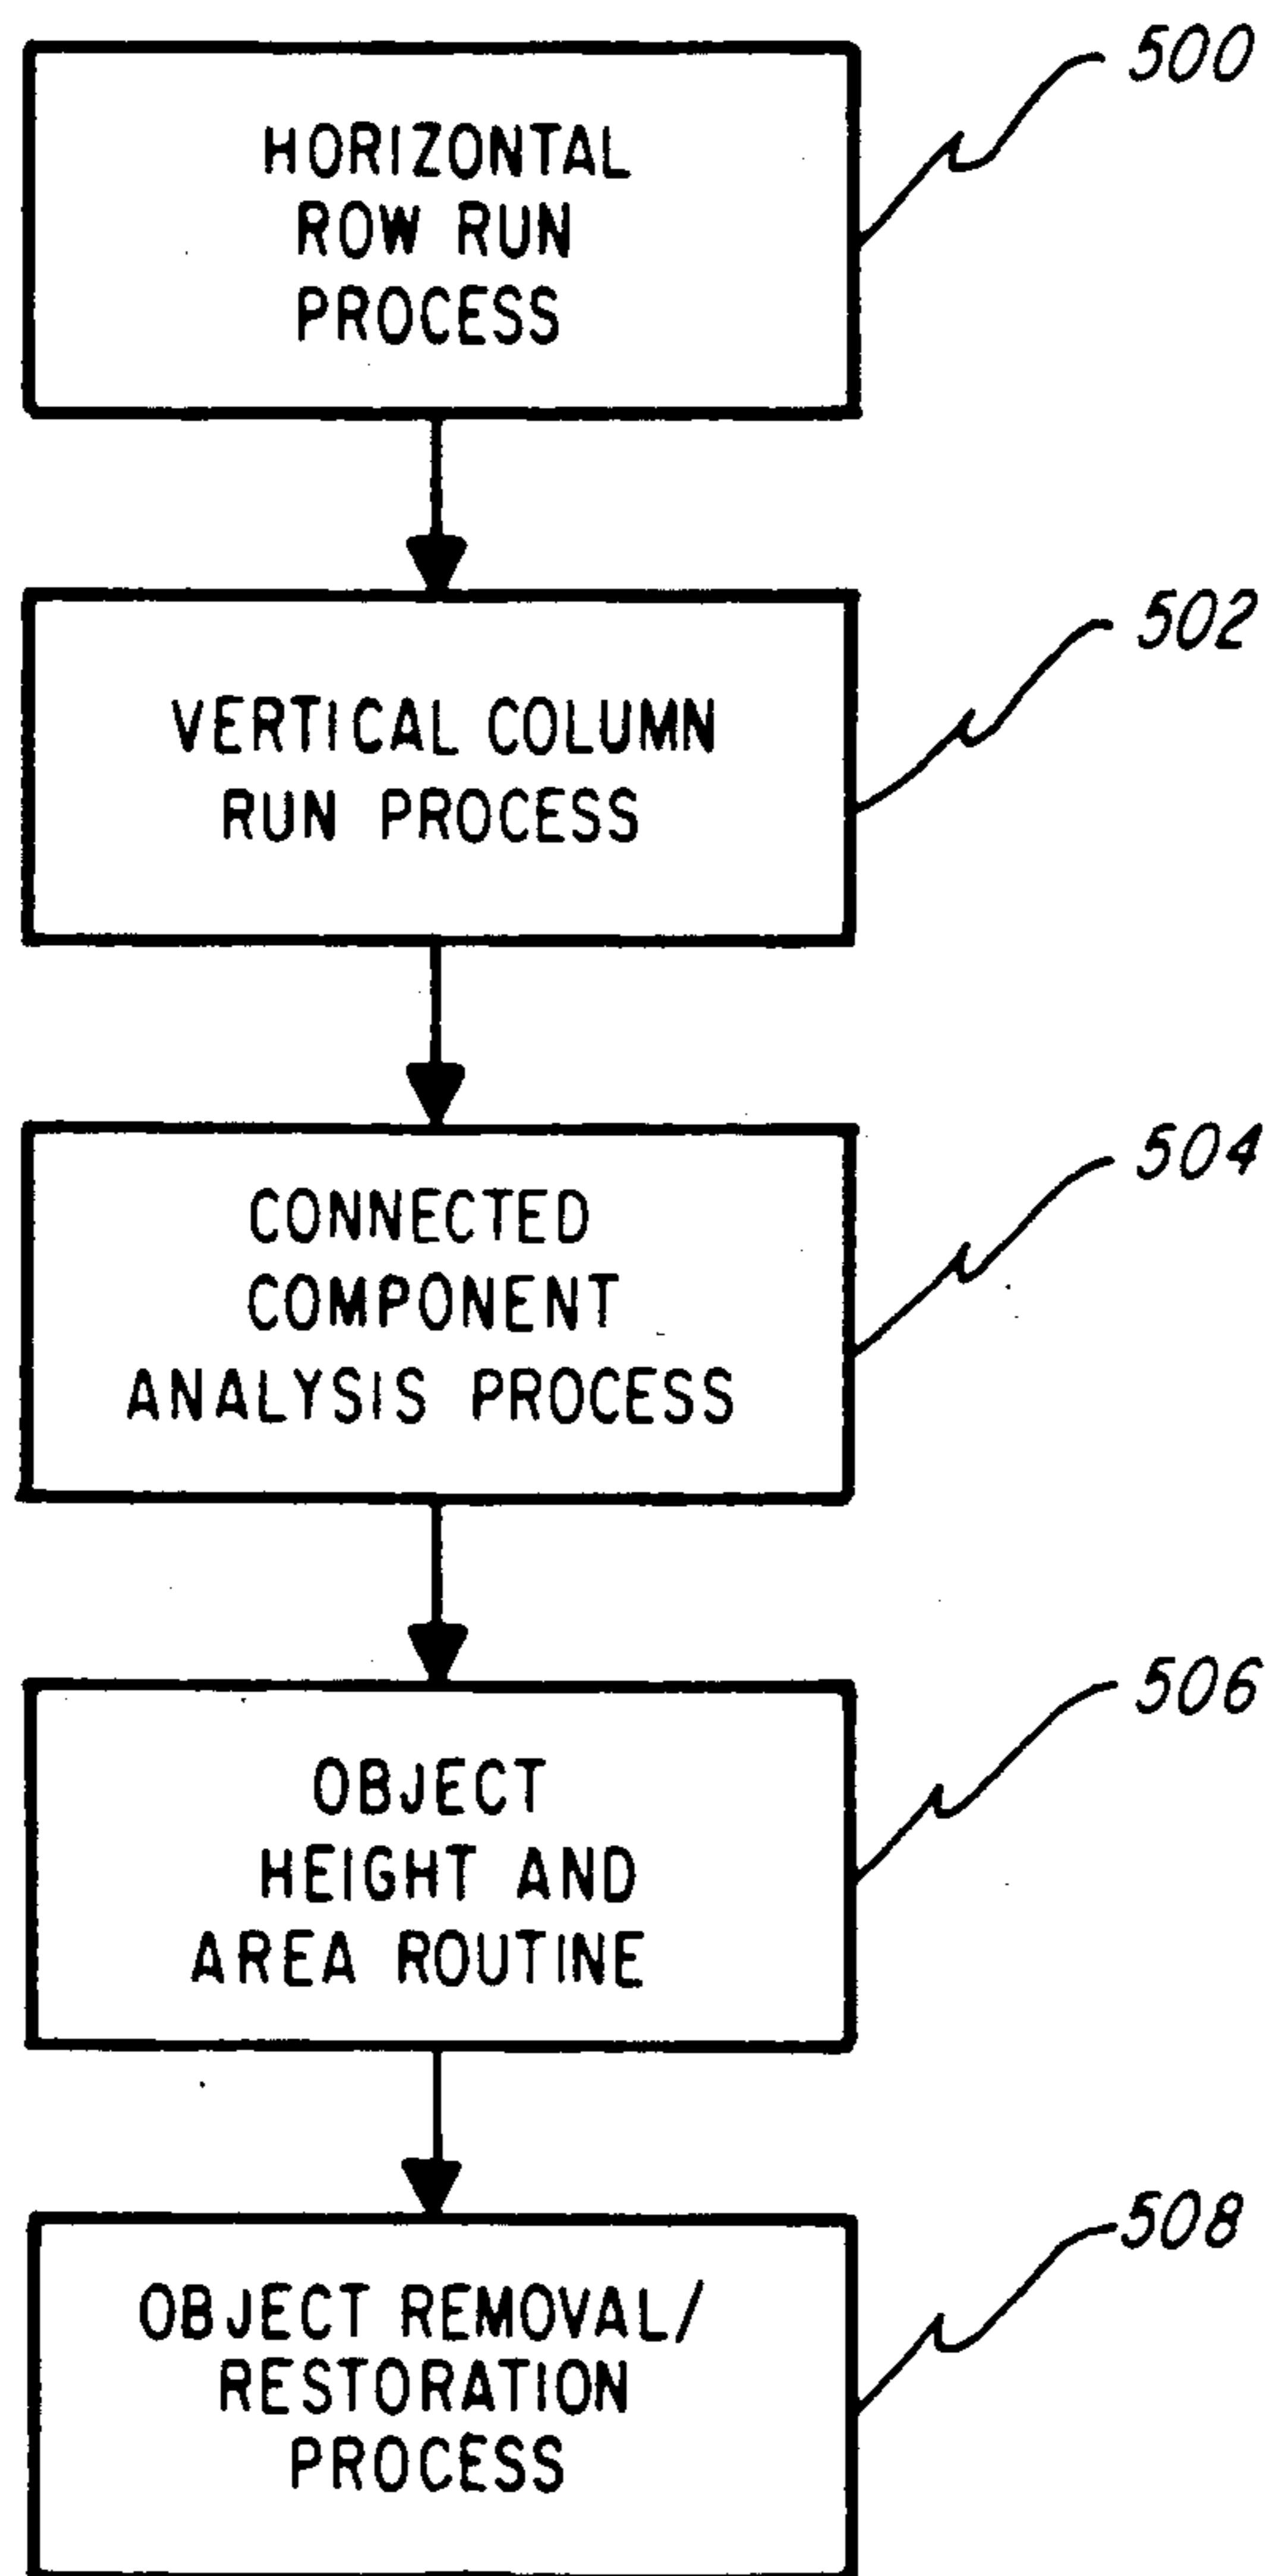 500
HORIZONTAL
ROW RUN
PROCESS
502
VERTICAL COLUMN
RUN PROCESS
504
CONNECTED
COMPONENT
ANALYSIS PROCESS
506
OBJECT
HEIGHT AND
AREA ROUTINE
508
OBJECT REMOVAL/
RESTORATION
PROCESS